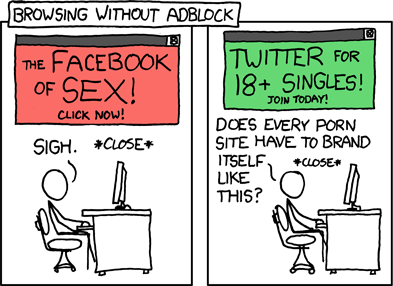 BROWSING WITHOUT ADBLOCK
THE FACEBOOK
OF SEX!
CLICK NOW!
SIGH.
*CLOSE*
TWITTER FOR
18+ SINGLES!
JOIN TODAY!
DOES EVERY PORN
SITE HAVE TO BRAND
ITSELF
LIKE
THIS?
*CLOSE*